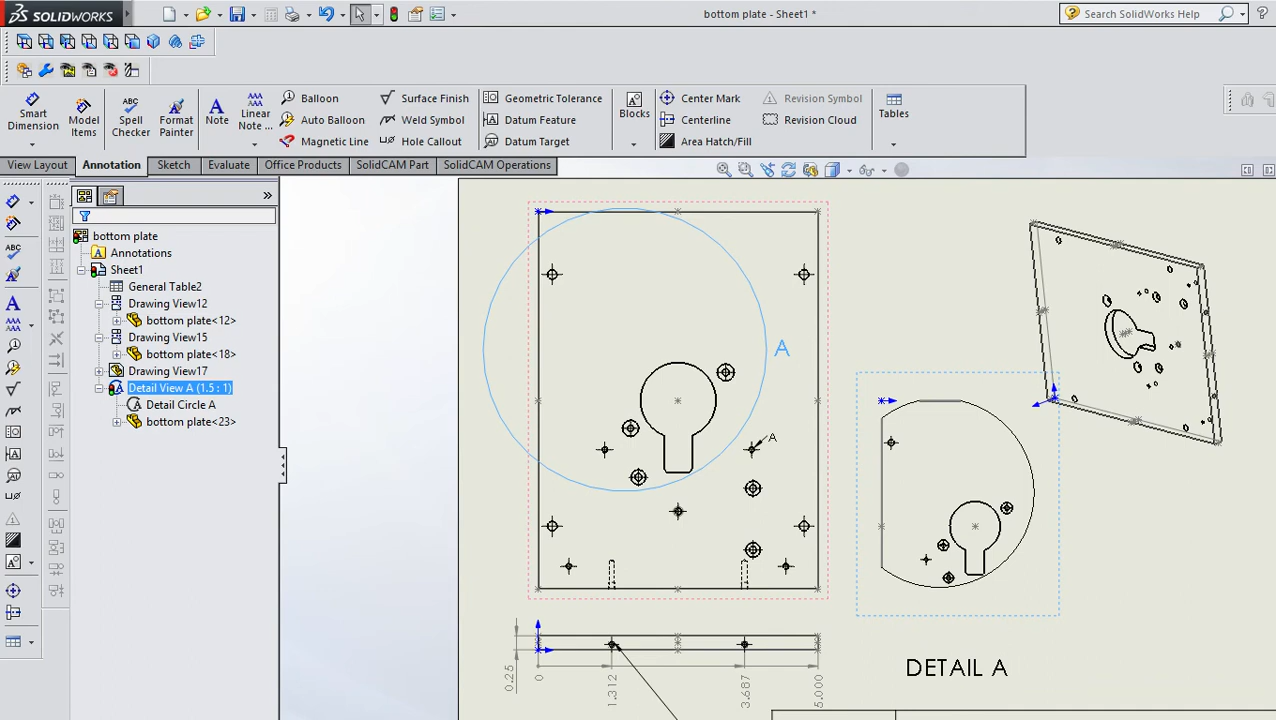 SOLIDWORKS
bottom plate - Sheet1 *
Search SolidWorks Help
Smart Dimension
Model Items
Spell Checker
Format Painter
Note
Linear Note ...
Balloon
Auto Balloon
Magnetic Line
Surface Finish
Weld Symbol
Hole Callout
Geometric Tolerance
Datum Feature
Datum Target
Blocks
Center Mark
Centerline
Area Hatch/Fill
Revision Symbol
Revision Cloud
Tables
View Layout
Annotation
Sketch
Evaluate
Office Products
SolidCAM Part
SolidCAM Operations
bottom plate
Annotations
Sheet1
General Table2
Drawing View12
bottom plate<12>
Drawing View15
bottom plate<18>
Drawing View17
Detail View A (1.5 : 1)
Detail Circle A
bottom plate<23>
A
A
0.25
0
1.312
3.687
5.000
DETAIL A